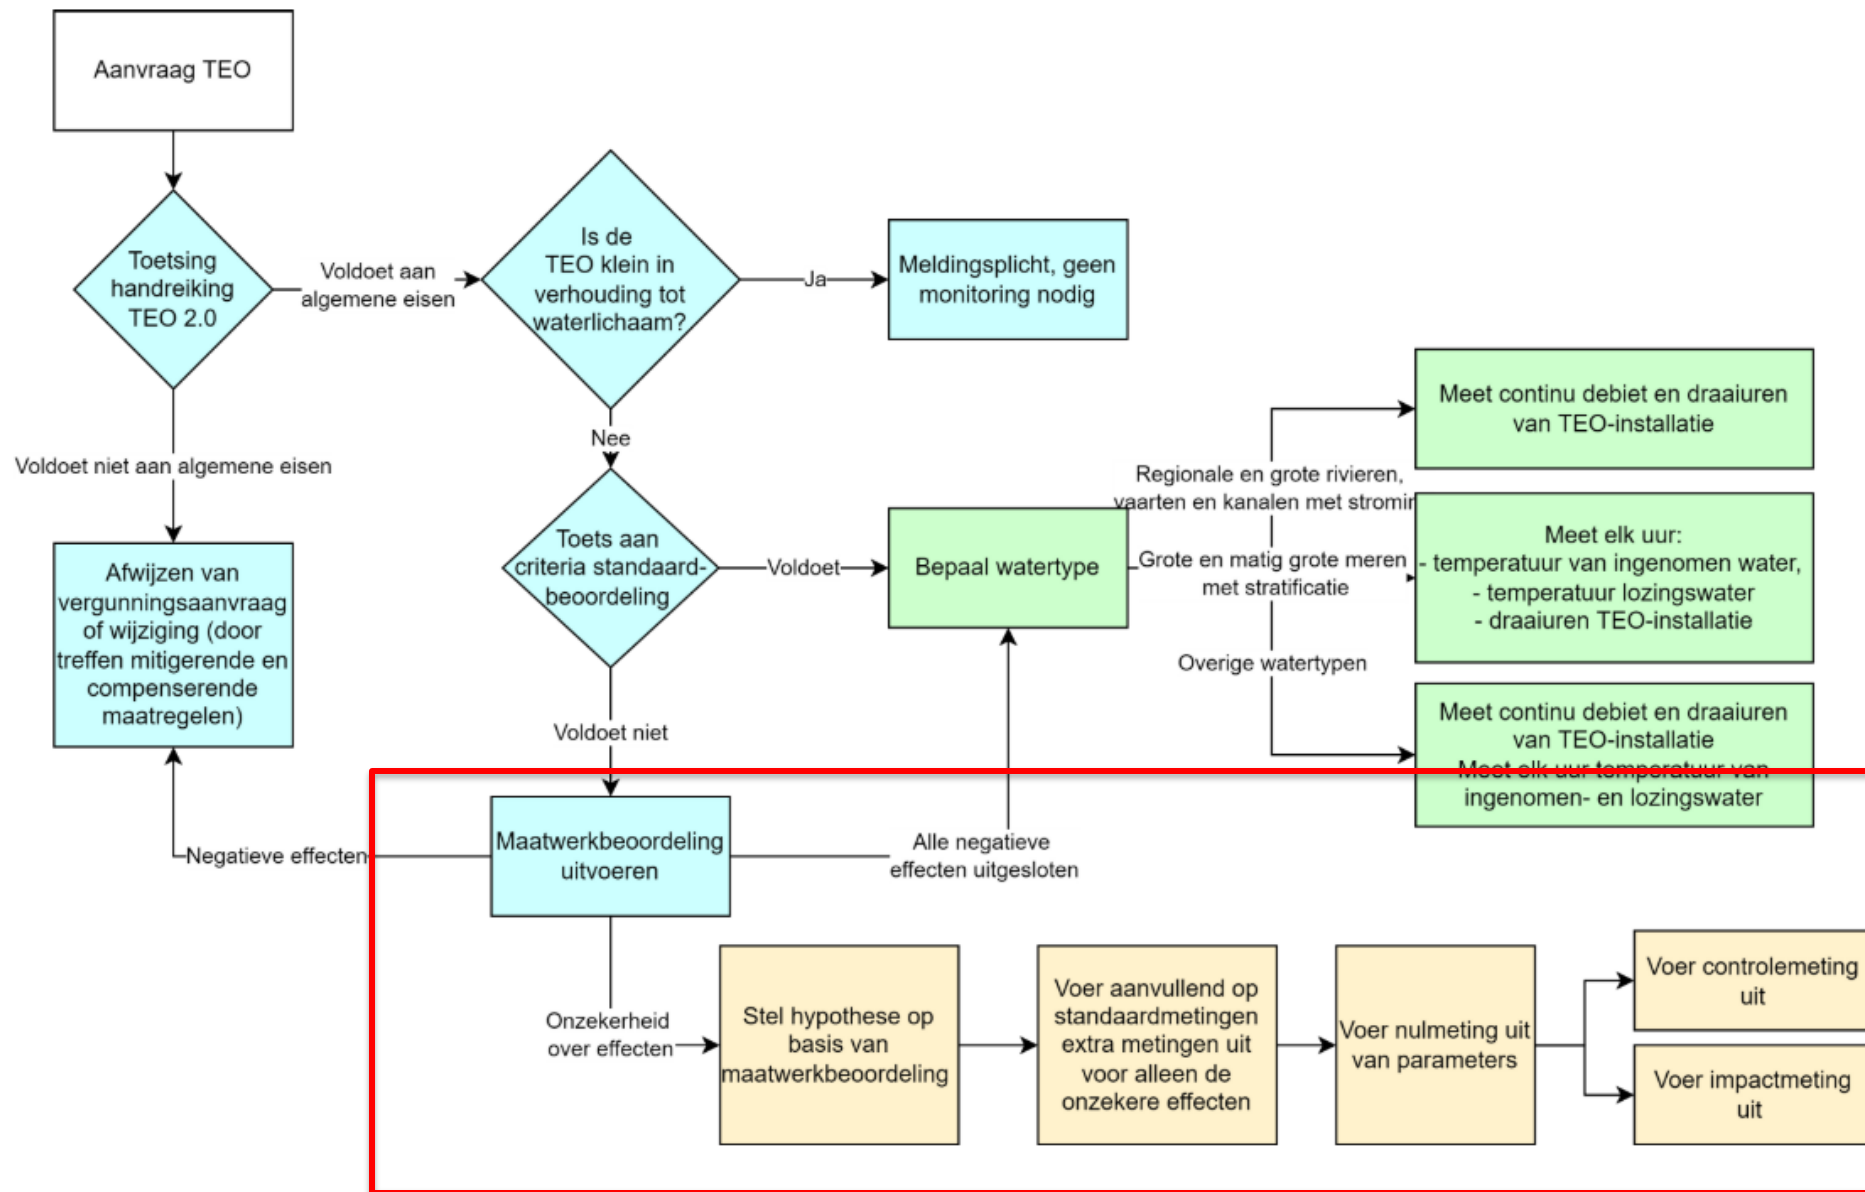 Aanvraag TEO
Toetsing
handreiking
TEO 2.0
Voldoet aan
algemene eisen
Is de
TEO klein in
verhouding tot
waterlichaam?
Ja
Meldingsplicht, geen
monitoring nodig
Nee
Voldoet niet aan algemene eisen
Afwijzen van
vergunningsaanvraag
of wijziging (door
treffen mitigerende en
compenserende
maatregelen)
Toets aan
criteria standaard-
beoordeling
Voldoet
Bepaal watertype
Regionale en grote rivieren,
vaarten en kanalen met stromin
Grote en matig grote meren
met stratificatie
Overige watertypen
Meet continu debiet en draaiuren
van TEO-installatie
Meet elk uur:
- temperatuur van ingenomen water,
- temperatuur lozingswater
- draaiuren TEO-installatie
Meet continu debiet en draaiuren
van TEO-installatie
Meet elk uur temperatuur van
ingenomen- en lozingswater
Voldoet niet
Maatwerkbeoordeling
uitvoeren
Negatieve effecten
Alle negatieve
effecten uitgesloten
Onzekerheid
over effecten
Stel hypothese op
basis van
maatwerkbeoordeling
Voer aanvullend op
standaardmetingen
extra metingen uit
voor alleen de
onzekere effecten
Voer nulmeting uit
van parameters
Voer controlemeting
uit
Voer impactmeting
uit